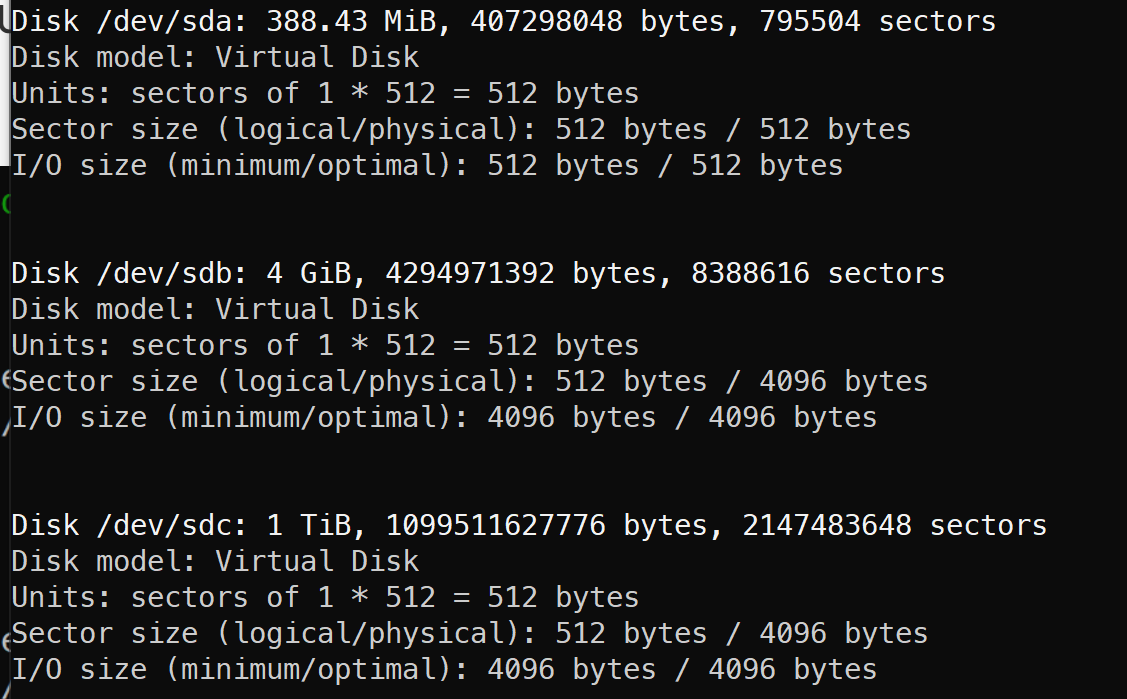 Disk /dev/sda: 388.43 MiB, 407298048 bytes, 795504 sectors
Disk model: Virtual Disk
Units: sectors of 1 * 512 = 512 bytes
Sector size (logical/physical): 512 bytes / 512 bytes
I/O size (minimum/optimal): 512 bytes / 512 bytes
Disk /dev/sdb: 4 GiB, 4294971392 bytes, 8388616 sectors
Disk model: Virtual Disk
Units: sectors of 1 * 512 = 512 bytes
Sector size (logical/physical): 512 bytes / 4096 bytes
I/O size (minimum/optimal): 4096 bytes / 4096 bytes
Disk /dev/sdc: 1 TiB, 1099511627776 bytes, 2147483648 sectors
Disk model: Virtual Disk
Units: sectors of 1 * 512 = 512 bytes
Sector size (logical/physical): 512 bytes / 4096 bytes
I/O size (minimum/optimal): 4096 bytes / 4096 bytes